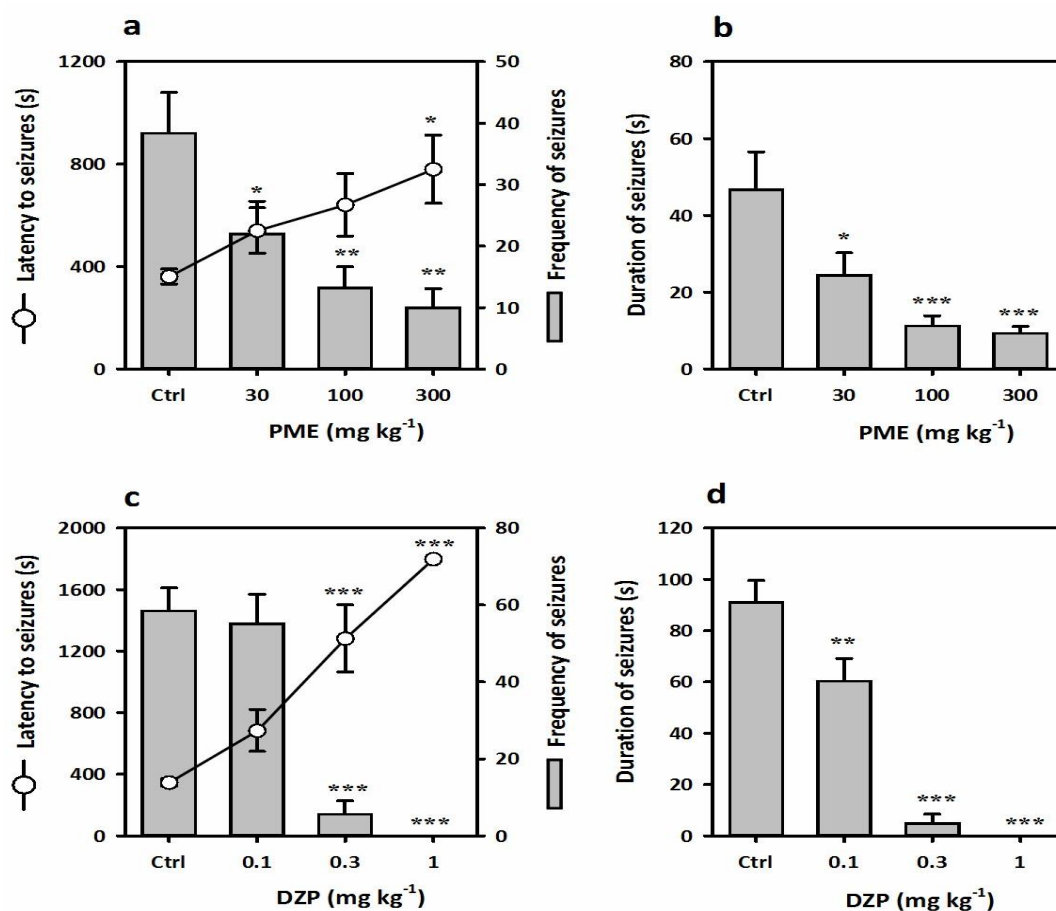 a
1200
800
400
0
Latency to seizures (s)
50
40
30
20
10
0
Frequency of seizures
*
*
**
**
Ctrl 30 100 300
PME (mg kg-1)
b
80
60
40
20
0
Duration of seizures (s)
*
***
***
Ctrl 30 100 300
PME (mg kg-1)
c
2000
1600
1200
800
400
0
Latency to seizures (s)
80
60
40
20
0
Frequency of seizures
***
***
***
***
Ctrl 0.1 0.3 1
DZP (mg kg-1)
d
120
100
80
60
40
20
0
Duration of seizures (s)
**
***
***
Ctrl 0.1 0.3 1
DZP (mg kg-1)